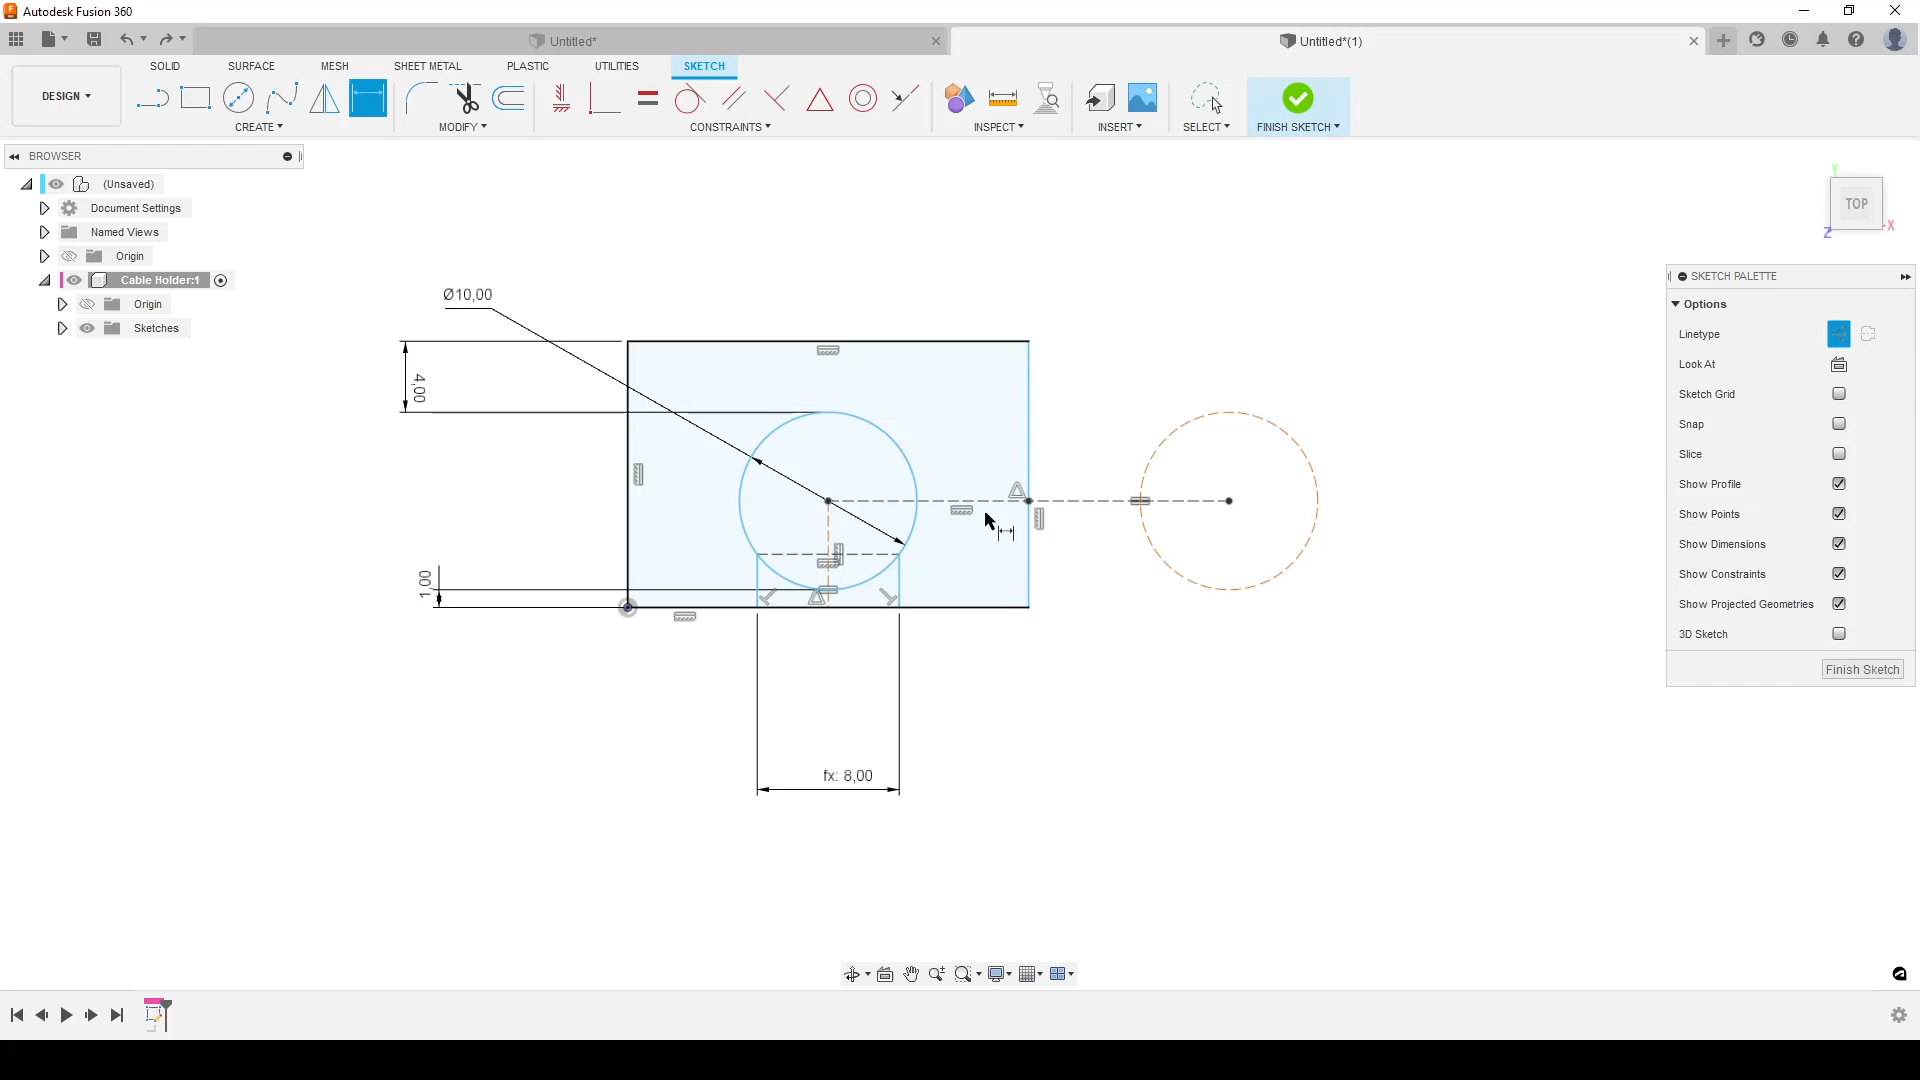 Autodesk Fusion 360
Untitled*
Untitled*(1)
SOLID SURFACE MESH SHEET METAL PLASTIC UTILITIES SKETCH
DESIGN
CREATE MODIFY CONSTRAINTS INSPECT INSERT SELECT FINISH SKETCH
BROWSER
(Unsaved)
Document Settings
Named Views
Origin
Cable Holder:1
Origin
Sketches
Y
TOP
X
Z
Ø10,00
4,00
1,00
fx: 8,00
SKETCH PALETTE
Options
Linetype
Look At
Sketch Grid
Snap
Slice
Show Profile
Show Points
Show Dimensions
Show Constraints
Show Projected Geometries
3D Sketch
Finish Sketch